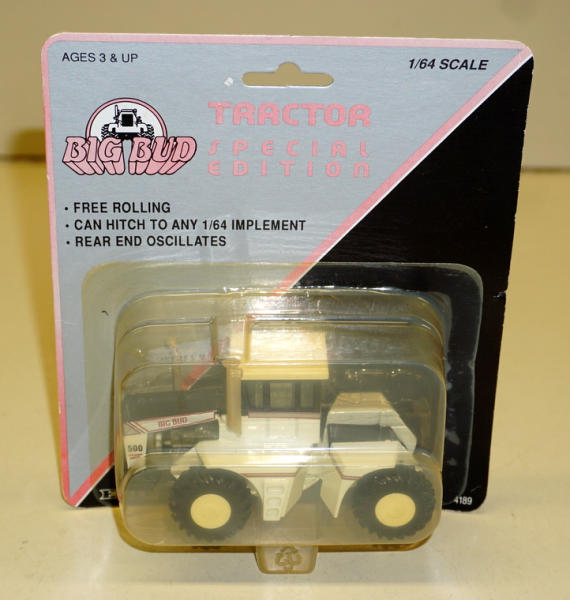 AGES 3 & UP
1/64 SCALE
BIG BUD
TRACTOR
SPECIAL
EDITION
• FREE ROLLING
• CAN HITCH TO ANY 1/64 IMPLEMENT
• REAR END OSCILLATES
BIG BUD
500
4189